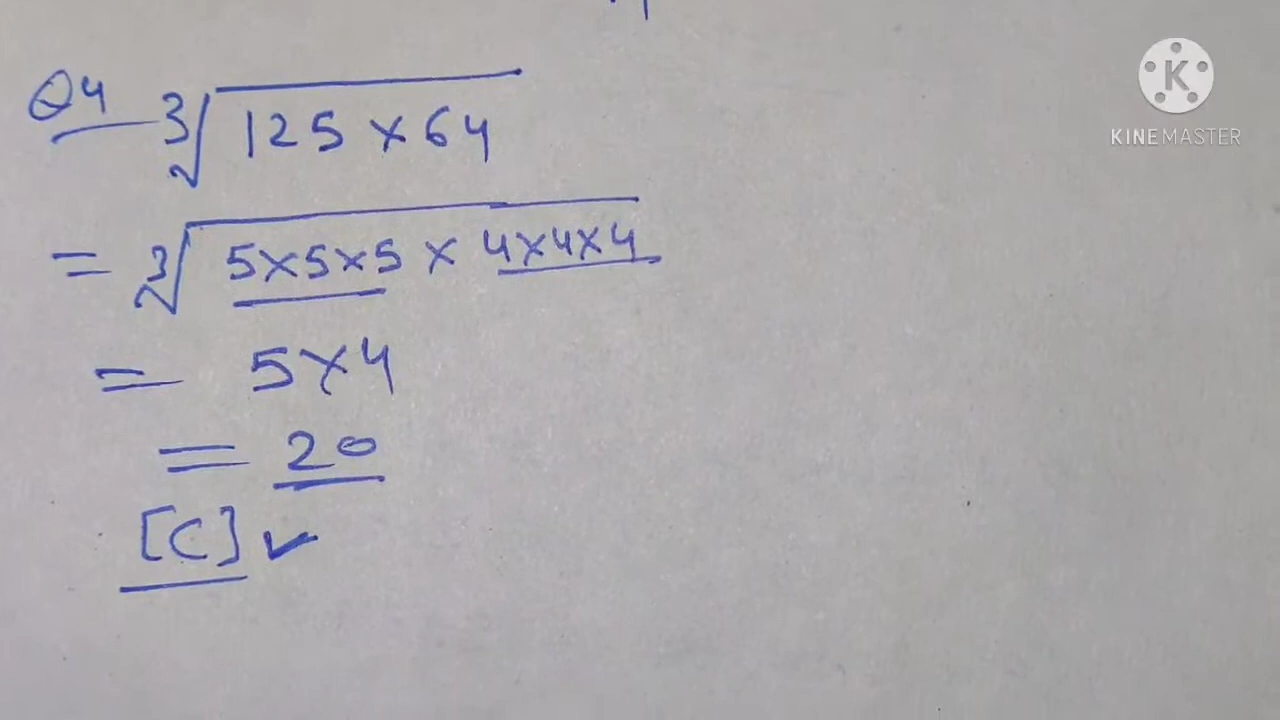 Q4 ∛(125 × 64)
= ∛(5×5×5 × 4×4×4)
= 5×4
= 20
[C] ✓
K
KINEMASTER